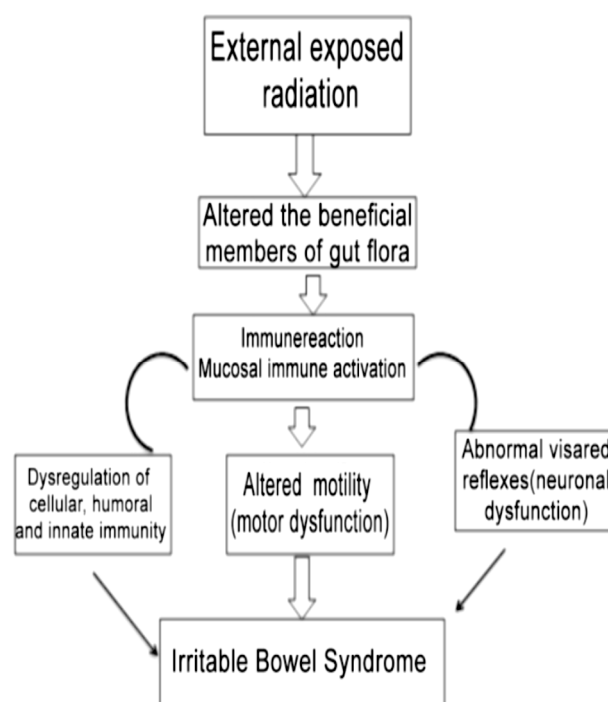 External exposed
radiation
Altered the beneficial
members of gut flora
Immunereaction
Mucosal immune activation
Dysregulation of
cellular, humoral
and innate immunity
Altered motility
(motor dysfunction)
Abnormal visared
reflexes(neuronal
dysfunction)
Irritable Bowel Syndrome